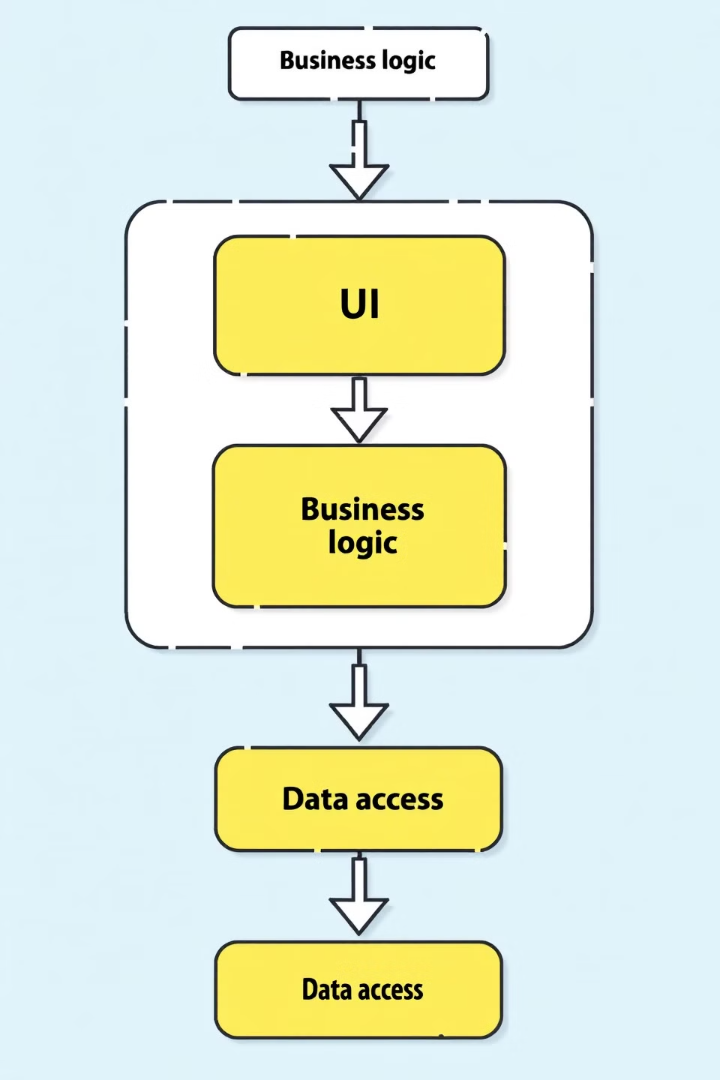 Business logic
UI
Business
logic
Data access
Data access